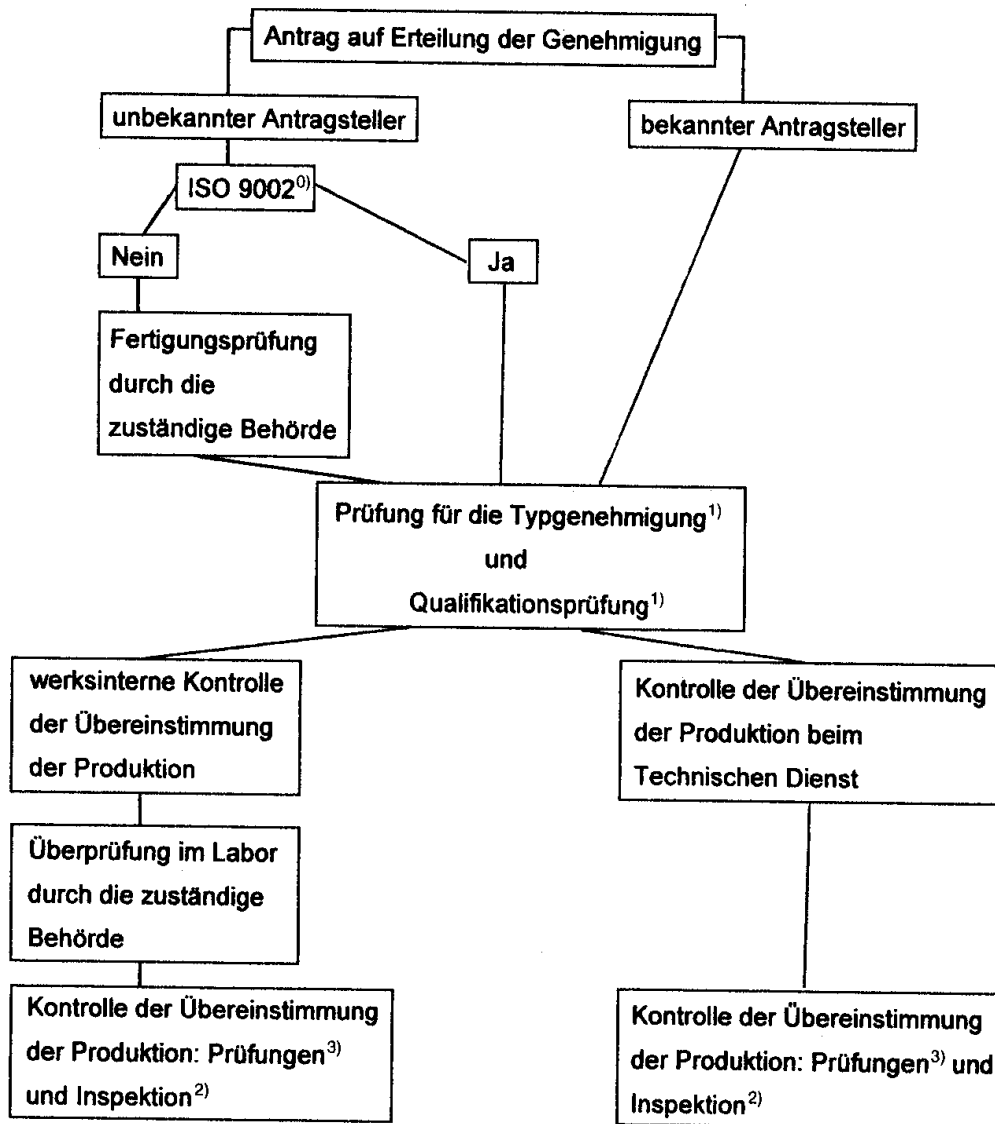 Antrag auf Erteilung der Genehmigung
unbekannter Antragsteller
bekannter Antragsteller
ISO 9002⁰⁾
Nein
Ja
Fertigungsprüfung
durch die
zuständige Behörde
Prüfung für die Typgenehmigung¹⁾
und
Qualifikationsprüfung¹⁾
werksinterne Kontrolle
der Übereinstimmung
der Produktion
Kontrolle der Übereinstimmung
der Produktion beim
Technischen Dienst
Überprüfung im Labor
durch die zuständige
Behörde
Kontrolle der Übereinstimmung
der Produktion: Prüfungen³⁾
und Inspektion²⁾
Kontrolle der Übereinstimmung
der Produktion: Prüfungen³⁾ und
Inspektion²⁾